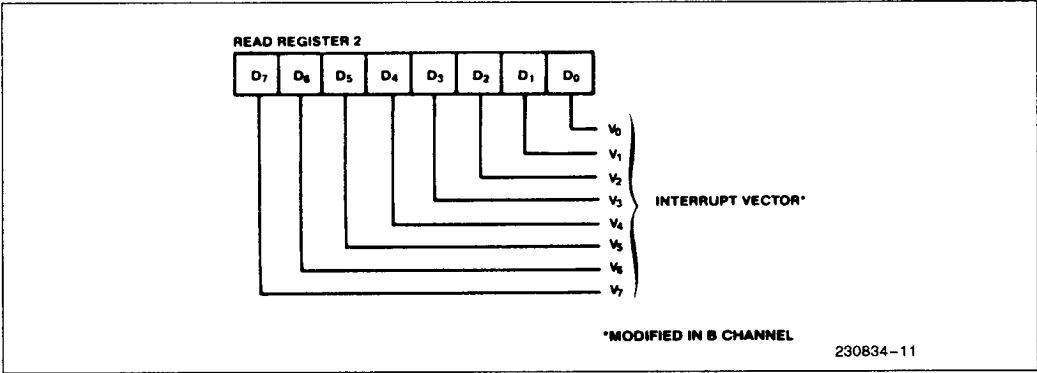 READ REGISTER 2
D7 D6 D5 D4 D3 D2 D1 D0
V0
V1
V2
V3 INTERRUPT VECTOR*
V4
V5
V6
V7
*MODIFIED IN B CHANNEL
230834-11